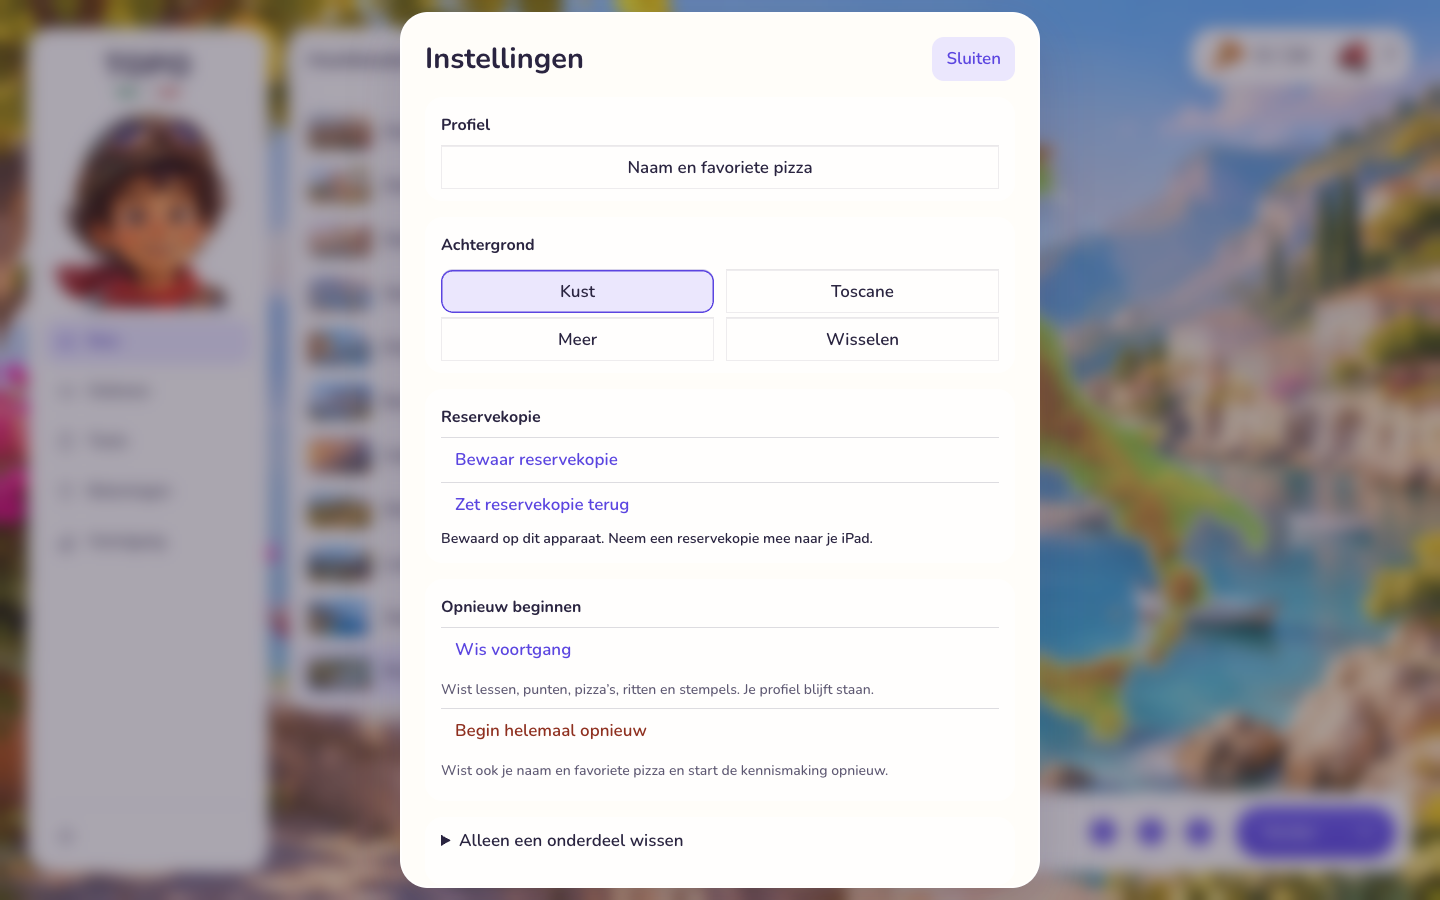 Instellingen
Sluiten
Profiel
Naam en favoriete pizza
Achtergrond
Kust
Toscane
Meer
Wisselen
Reservekopie
Bewaar reservekopie
Zet reservekopie terug
Bewaard op dit apparaat. Neem een reservekopie mee naar je iPad.
Opnieuw beginnen
Wis voortgang
Wist lessen, punten, pizza’s, ritten en stempels. Je profiel blijft staan.
Begin helemaal opnieuw
Wist ook je naam en favoriete pizza en start de kennismaking opnieuw.
Alleen een onderdeel wissen